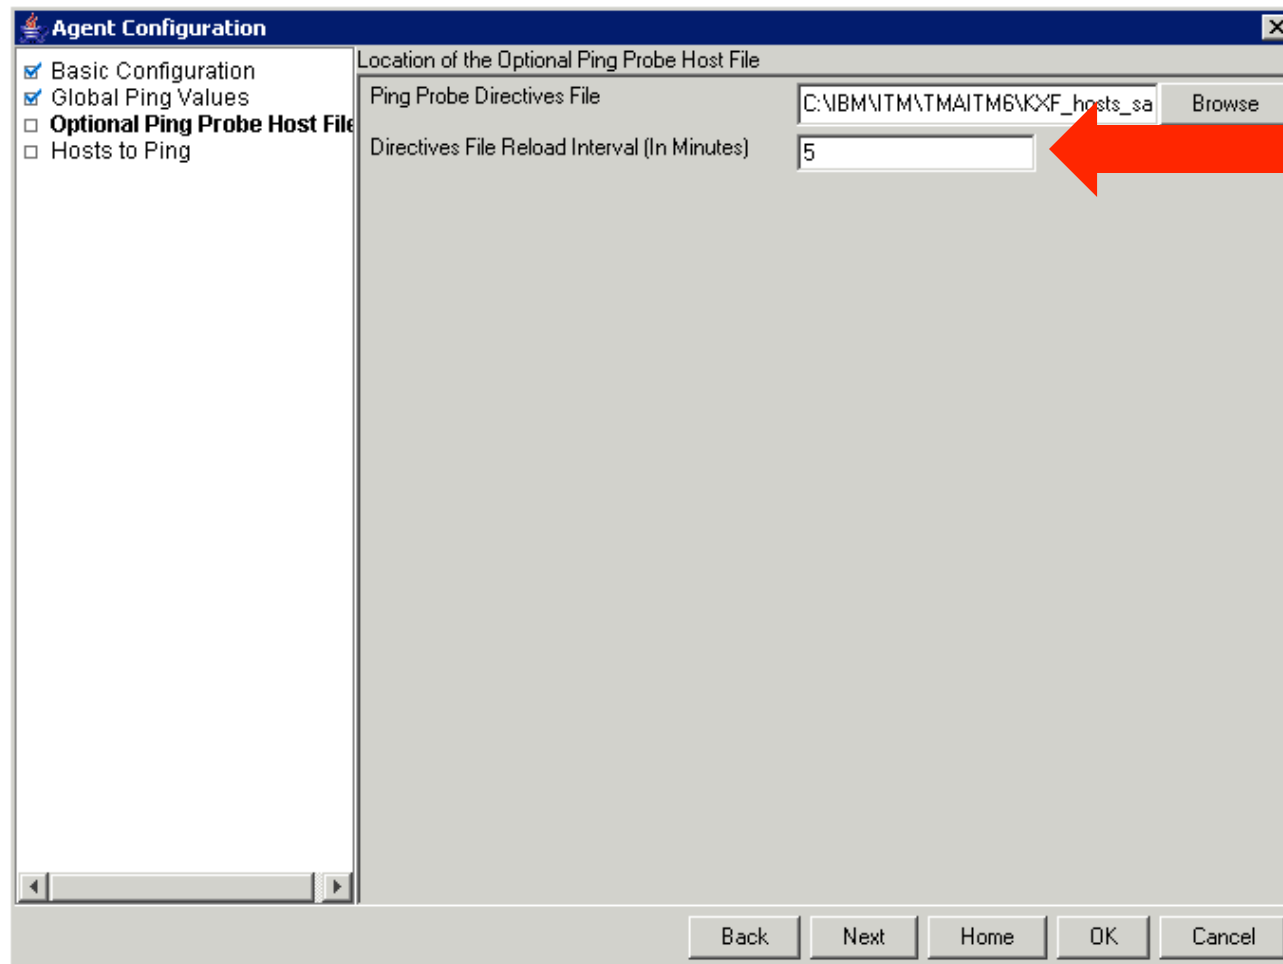 Agent Configuration
Basic Configuration
Global Ping Values
Optional Ping Probe Host File
Hosts to Ping
Location of the Optional Ping Probe Host File
Ping Probe Directives File
C:\IBM\ITM\TMAITM6\KXF_hosts_sa
Browse
Directives File Reload Interval (In Minutes)
5
Back
Next
Home
OK
Cancel